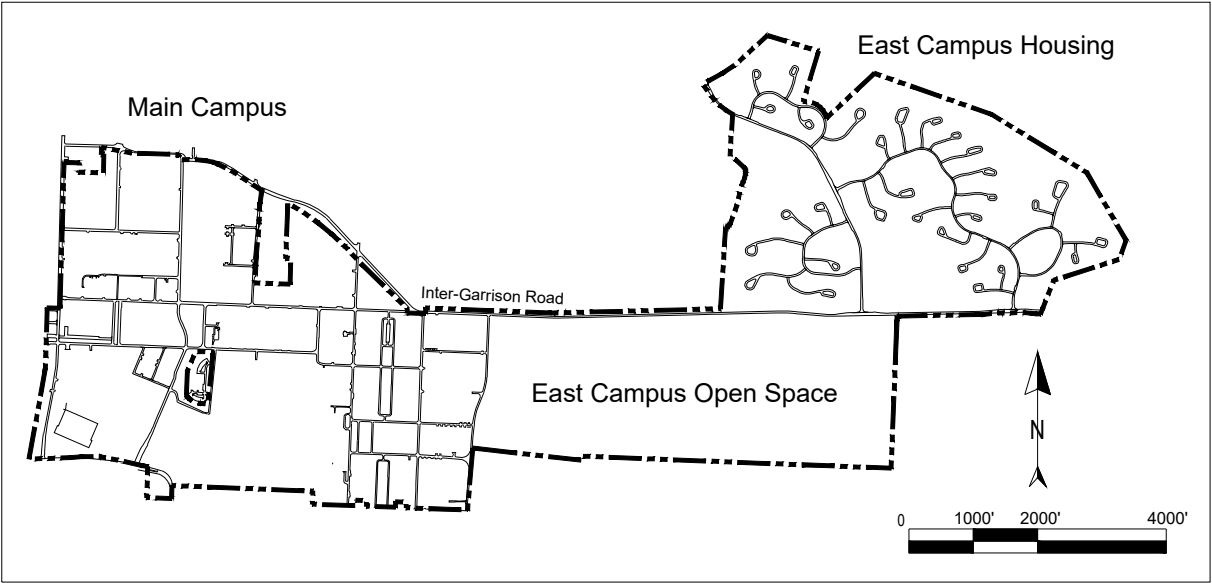 East Campus Housing
Main Campus
Inter-Garrison Road
East Campus Open Space
N
0 1000' 2000' 4000'